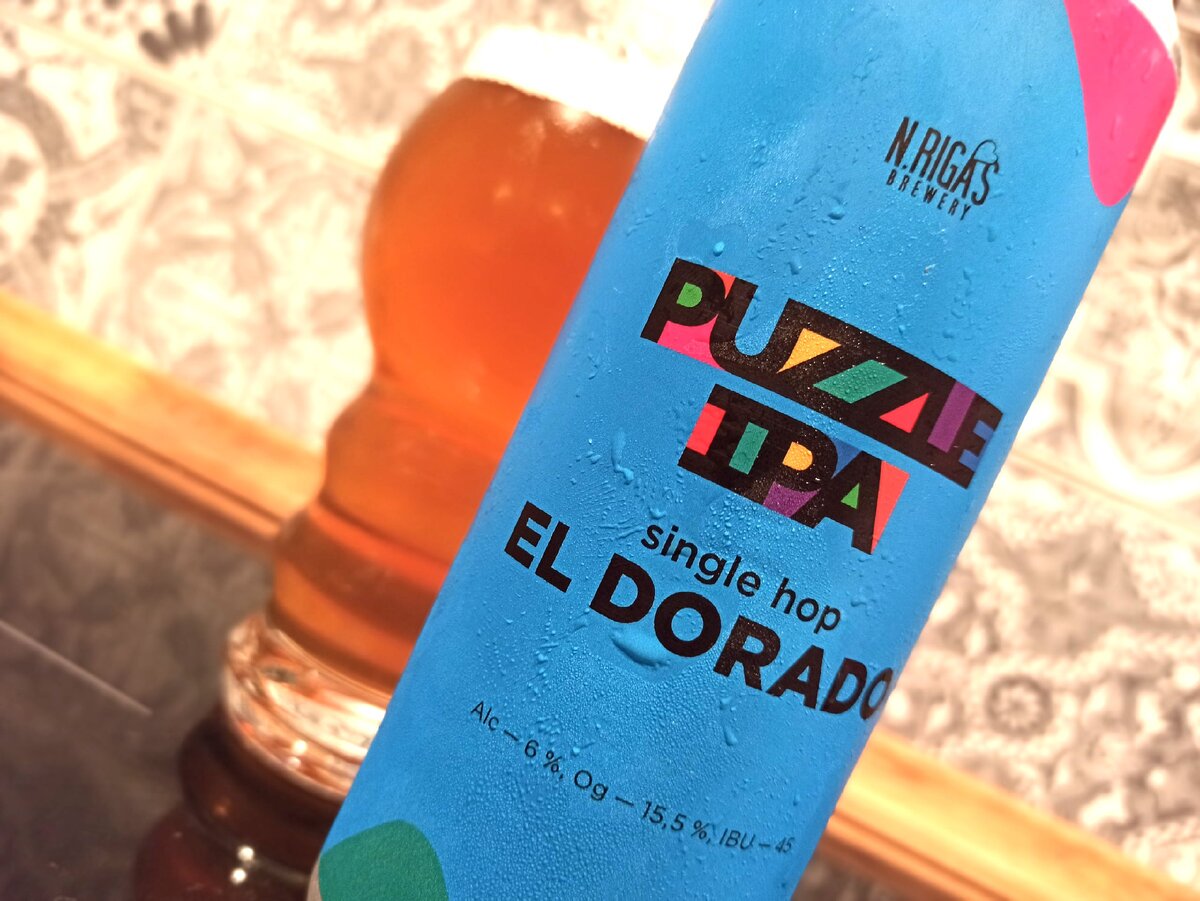 N.RIGAS
BREWERY
PUZZLE
IPA
single hop
EL DORADO
Alc — 6 %, Og — 15,5 %, IBU — 45